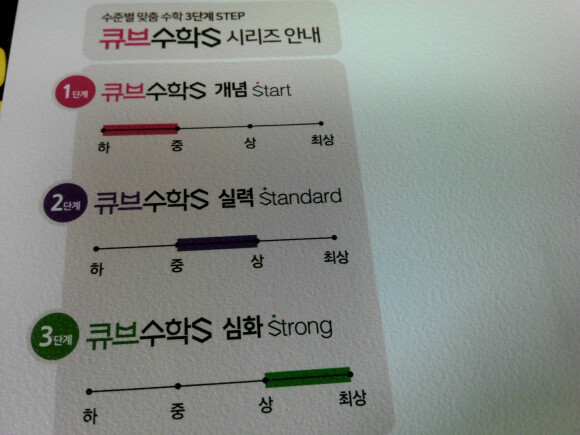 수준별 맞춤 수학 3단계 STEP
큐브수학S 시리즈 안내
1단계 큐브수학S 개념 Start
하 중 상 최상
2단계 큐브수학S 실력 Standard
하 중 상 최상
3단계 큐브수학S 심화 Strong
하 중 상 최상